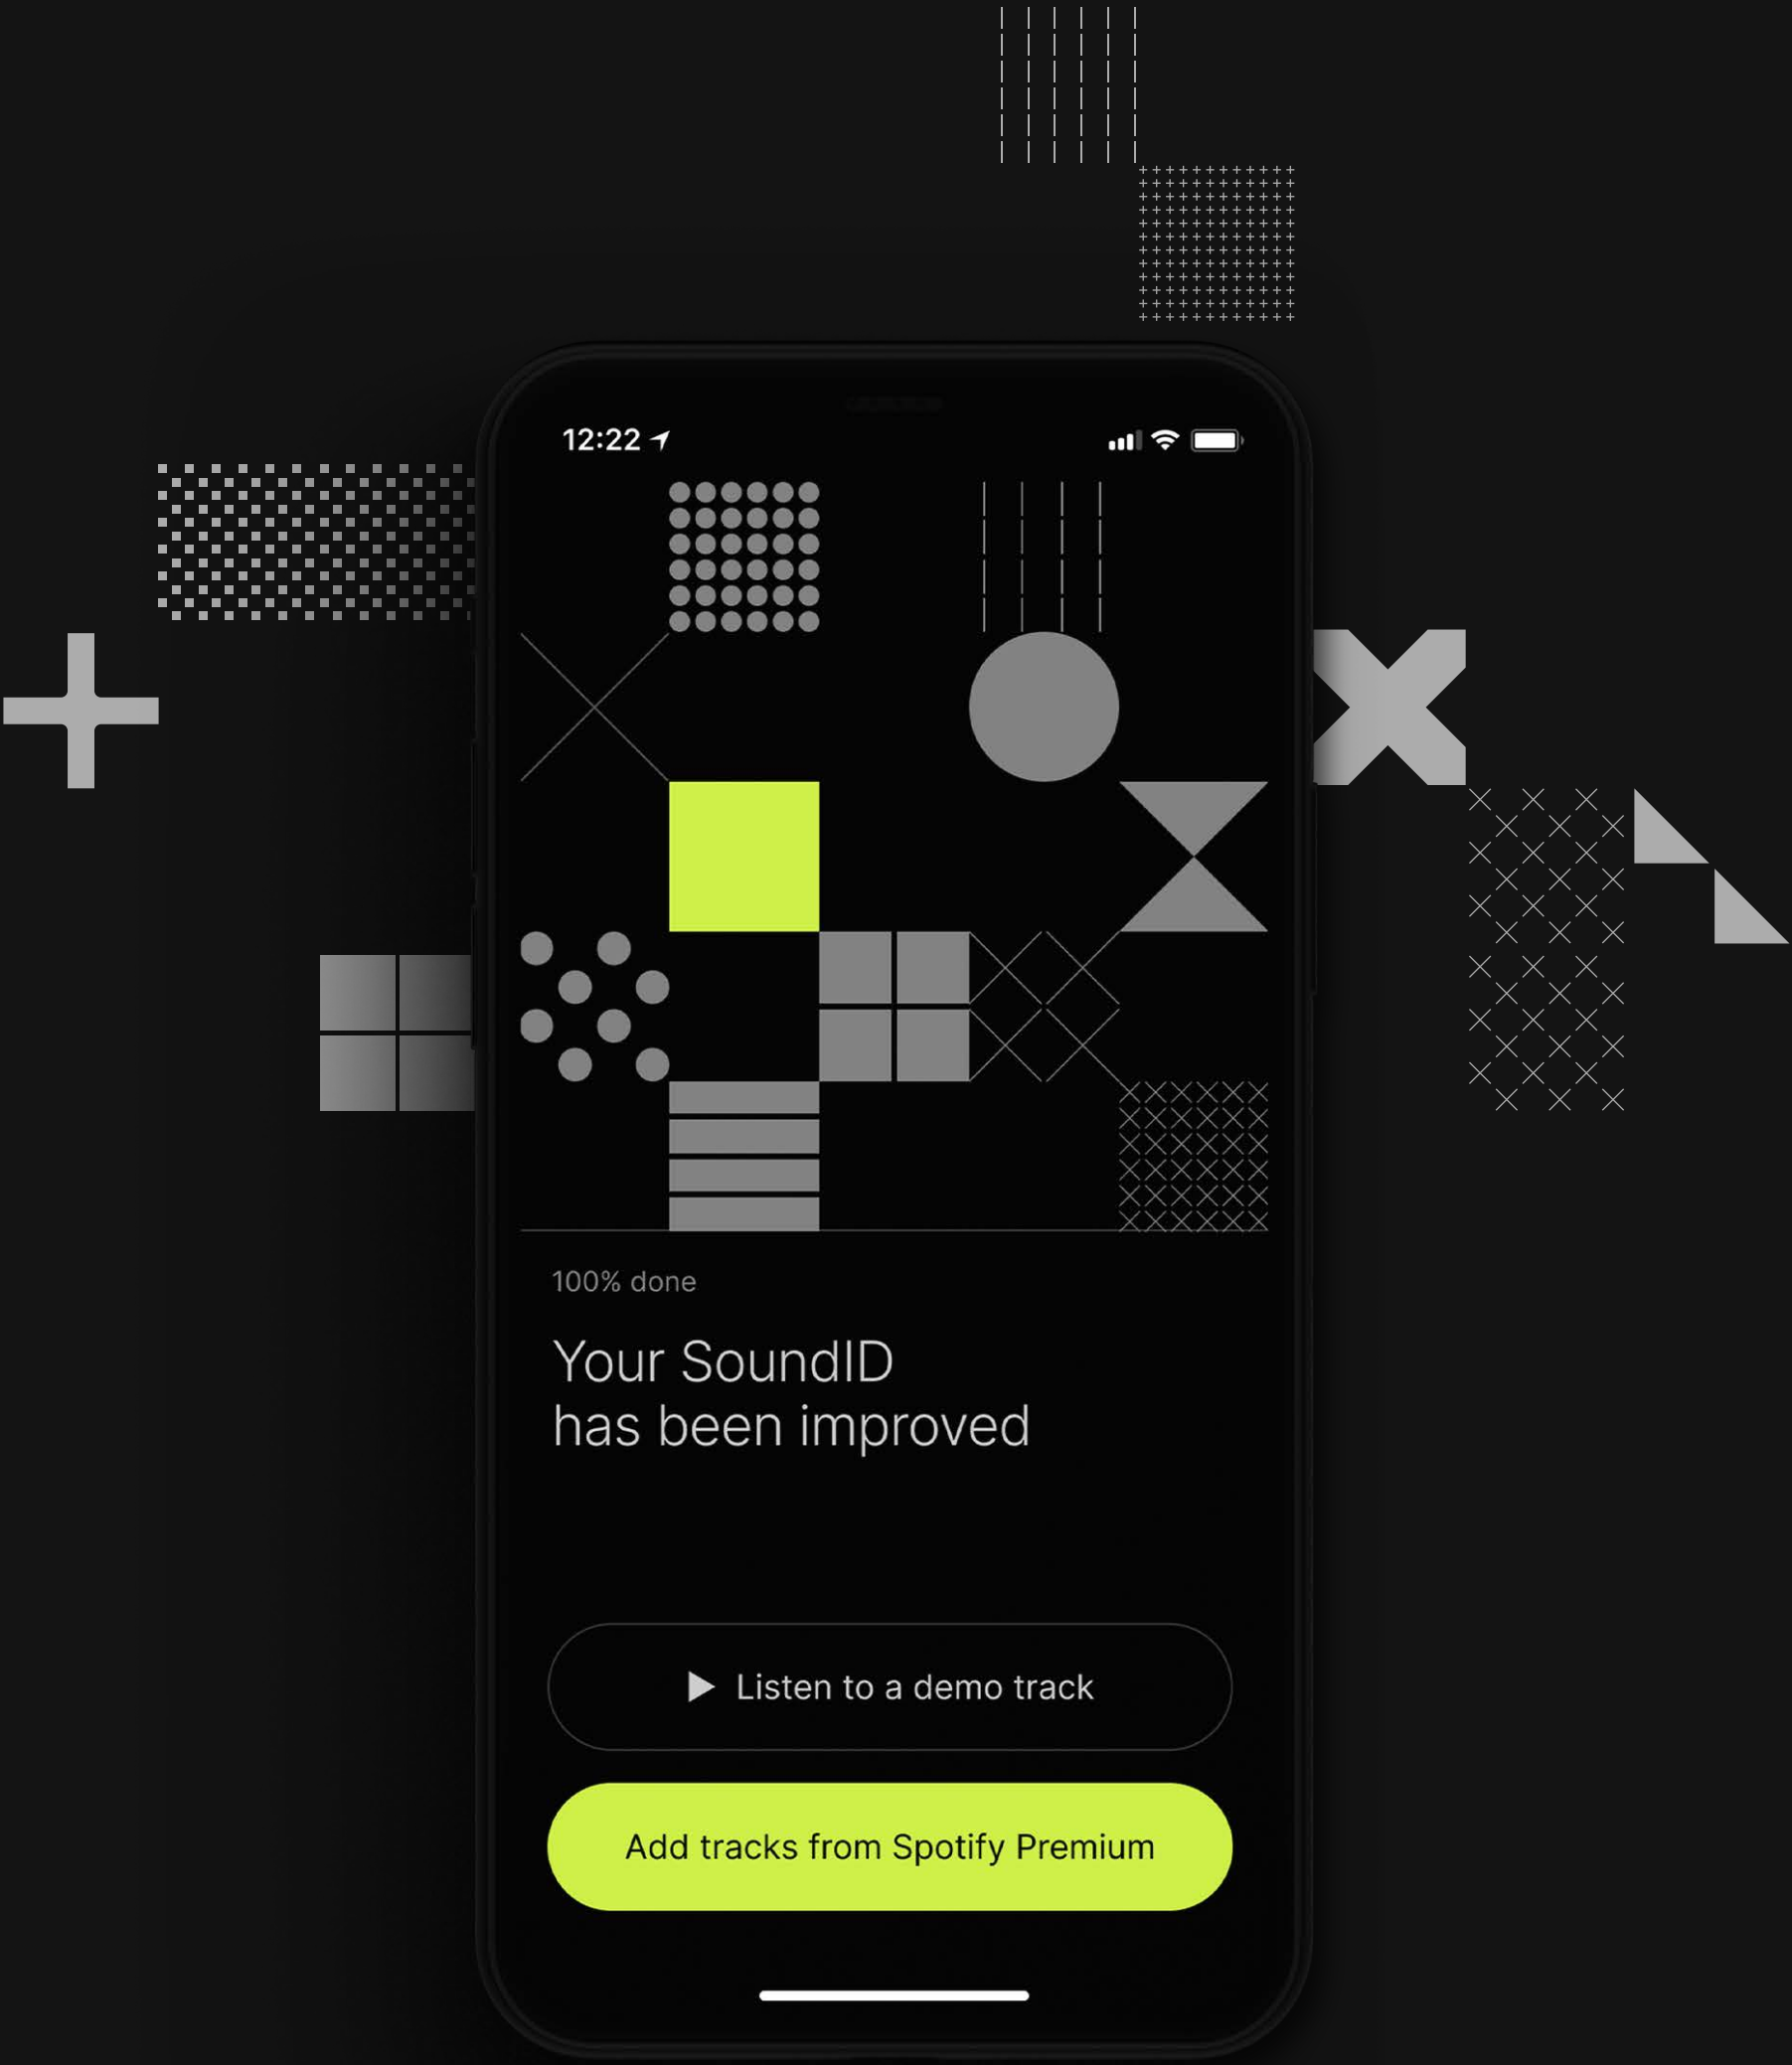 12:22
100% done
Your SoundID
has been improved
Listen to a demo track
Add tracks from Spotify Premium